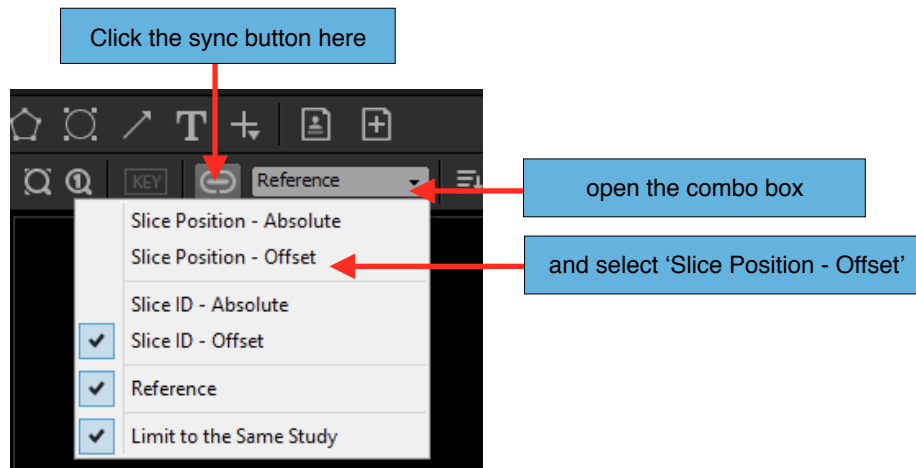 Click the sync button here
T
1
KEY
Reference
open the combo box
Slice Position - Absolute
Slice Position - Offset
and select ‘Slice Position - Offset’
Slice ID - Absolute
Slice ID - Offset
Reference
Limit to the Same Study